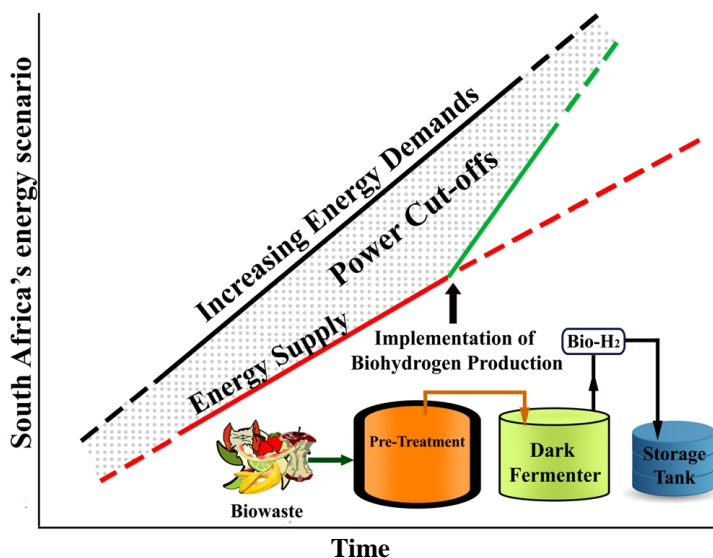 South Africa's energy scenario
Increasing Energy Demands
Power Cut-offs
Energy Supply
Implementation of
Biohydrogen Production
Bio-H₂
Pre-Treatment
Dark
Fermenter
Storage
Tank
Biowaste
Time